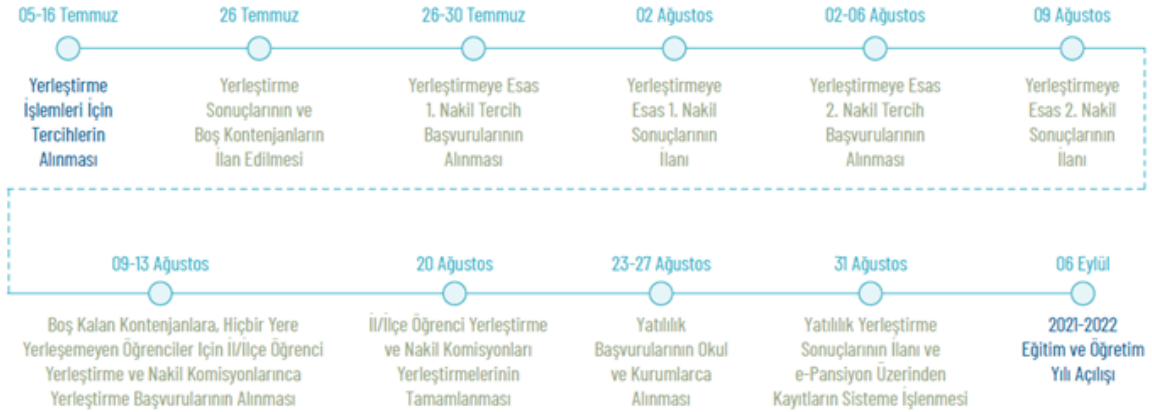 05-16 Temmuz
Yerleştirme
İşlemleri İçin
Tercihlerin
Alınması
26 Temmuz
Yerleştirme
Sonuçlarının ve
Boş Kontenjanların
İlan Edilmesi
26-30 Temmuz
Yerleştirmeye Esas
1. Nakil Tercih
Başvurularının
Alınması
02 Ağustos
Yerleştirmeye
Esas 1. Nakil
Sonuçlarının
İlanı
02-06 Ağustos
Yerleştirmeye Esas
2. Nakil Tercih
Başvurularının
Alınması
09 Ağustos
Yerleştirmeye
Esas 2. Nakil
Sonuçlarının
İlanı
09-13 Ağustos
Boş Kalan Kontenjanlara, Hiçbir Yere
Yerleşemeyen Öğrenciler İçin İl/İlçe Öğrenci
Yerleştirme ve Nakil Komisyonlarınca
Yerleştirme Başvurularının Alınması
20 Ağustos
İl/İlçe Öğrenci Yerleştirme
ve Nakil Komisyonları
Yerleştirmelerinin
Tamamlanması
23-27 Ağustos
Yatılılık
Başvurularının Okul
ve Kurumlarca
Alınması
31 Ağustos
Yatılılık Yerleştirme
Sonuçlarının İlanı ve
e-Pansiyon Üzerinden
Kayıtların Sisteme İşlenmesi
06 Eylül
2021-2022
Eğitim ve Öğretim
Yılı Açılışı